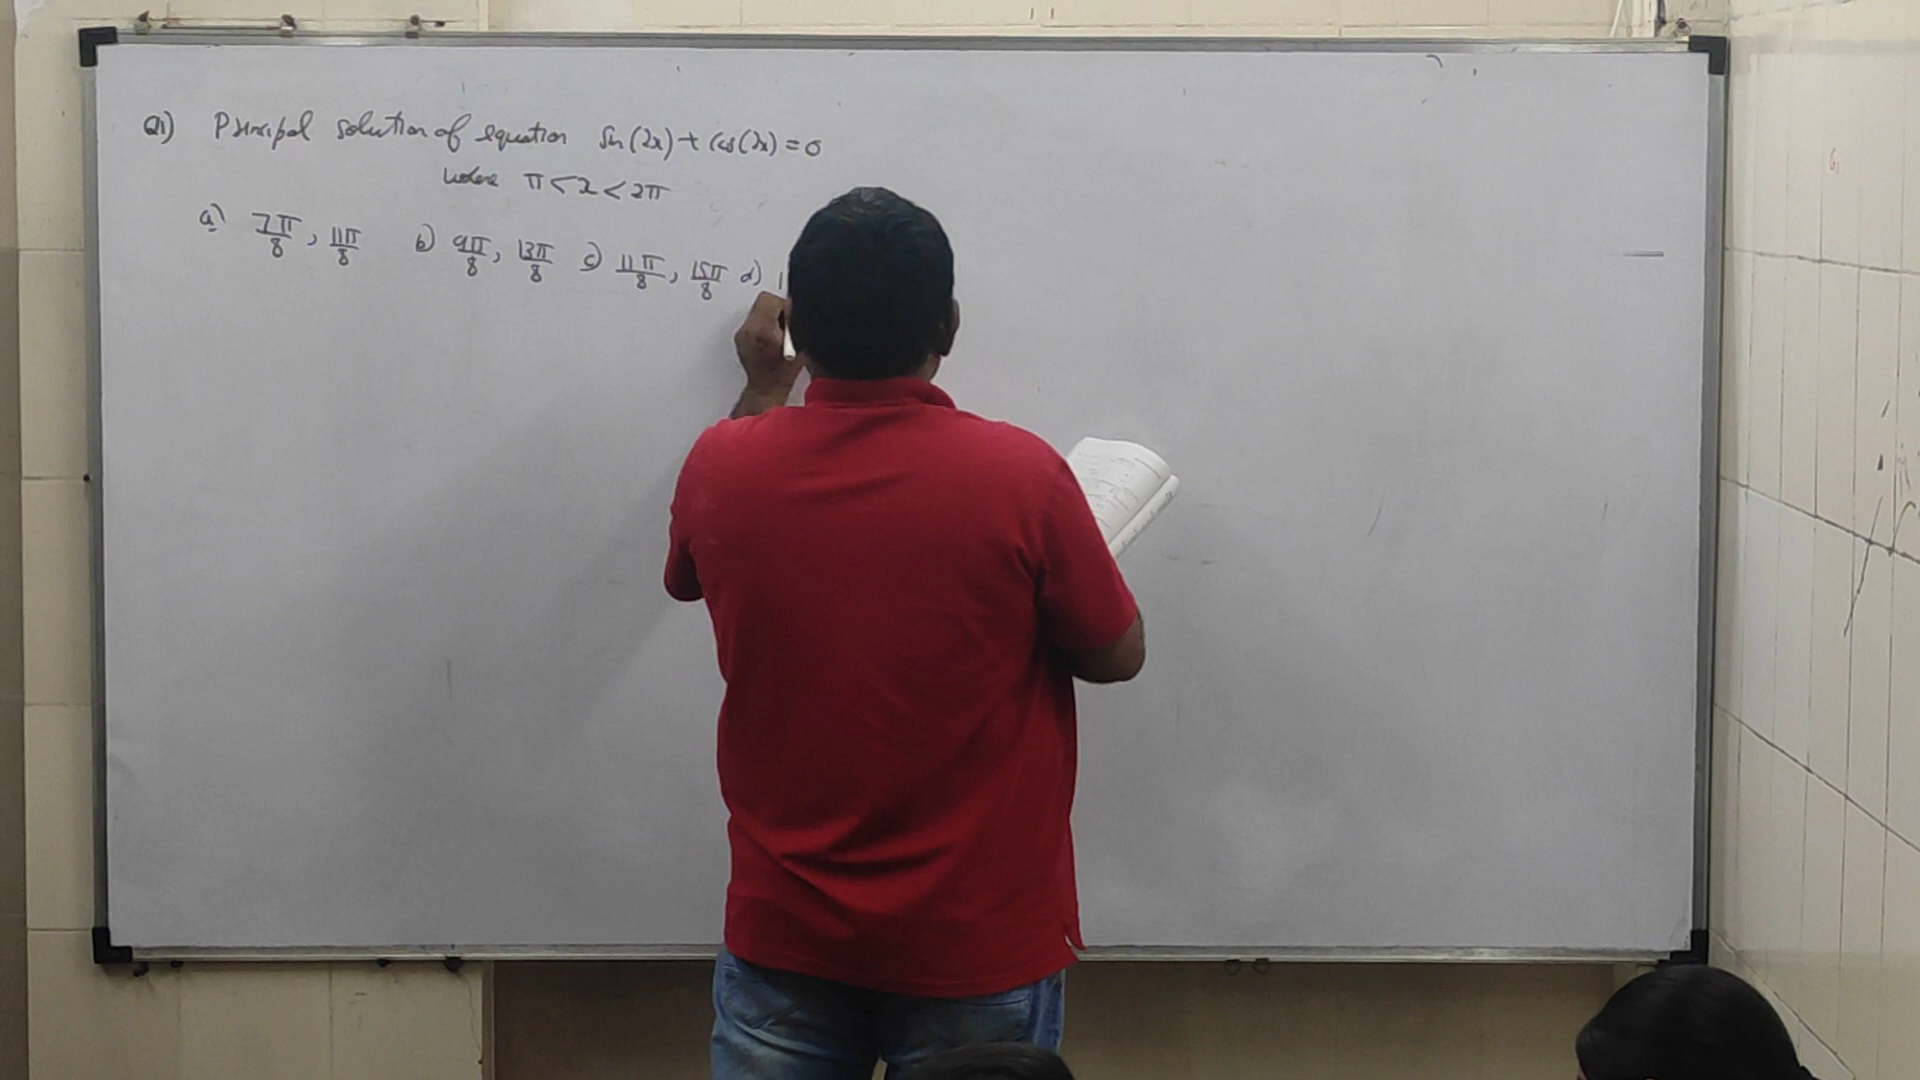 Q1) Principal solution of equation sin(2x) + cos(2x) = 0
where π < x < 2π
a) 7π/8, 11π/8 b) 9π/8, 13π/8 c) 11π/8, 15π/8 d) 1